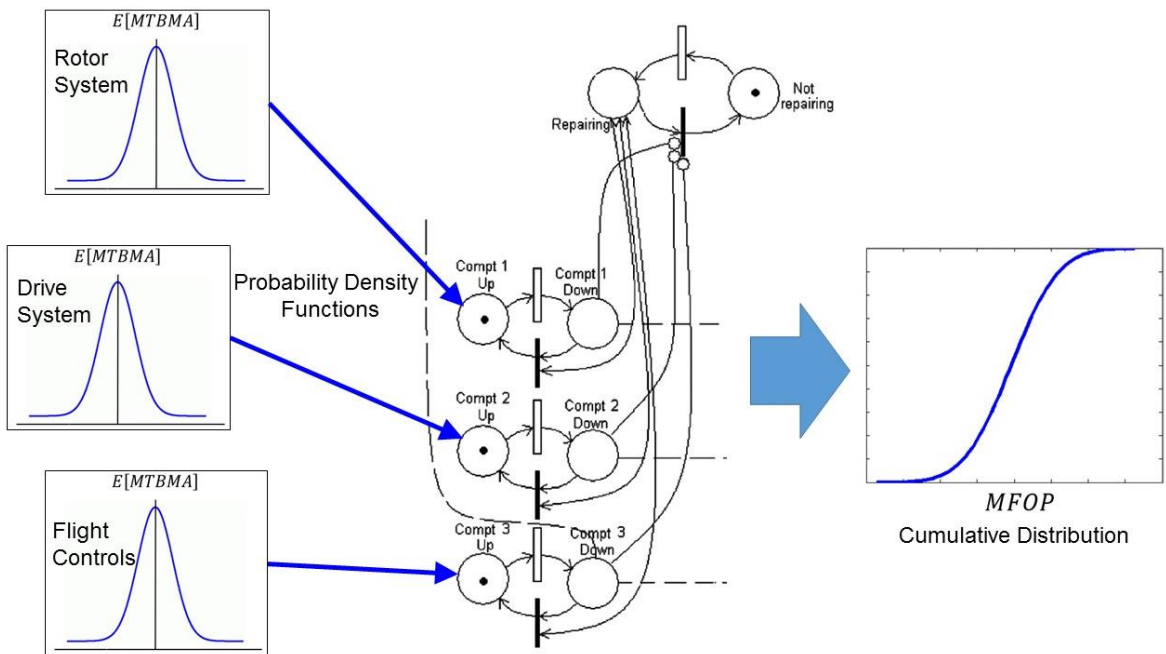 E[MTBMA]
Rotor
System
E[MTBMA]
Drive
System
E[MTBMA]
Flight
Controls
Probability Density
Functions
Repairing
Not
repairing
Compt 1
Up
Compt 1
Down
Compt 2
Up
Compt 2
Down
Compt 3
Up
Compt 3
Down
MFOP
Cumulative Distribution